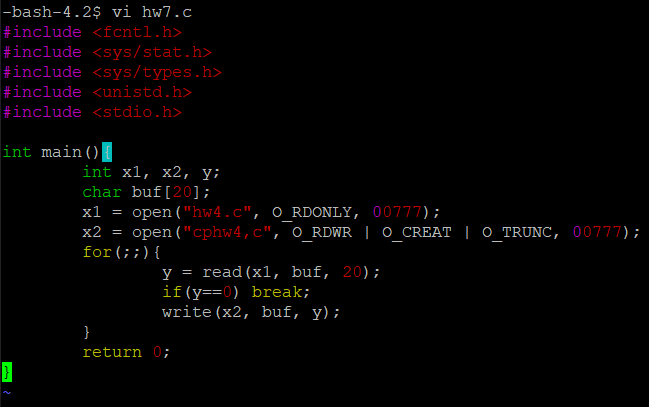 -bash-4.2$ vi hw7.c
#include <fcntl.h>
#include <sys/stat.h>
#include <sys/types.h>
#include <unistd.h>
#include <stdio.h>
int main(){
int x1, x2, y;
char buf[20];
x1 = open("hw4.c", O_RDONLY, 00777);
x2 = open("cphw4,c", O_RDWR | O_CREAT | O_TRUNC, 00777);
for(;;){
y = read(x1, buf, 20);
if(y==0) break;
write(x2, buf, y);
}
return 0;
}
~